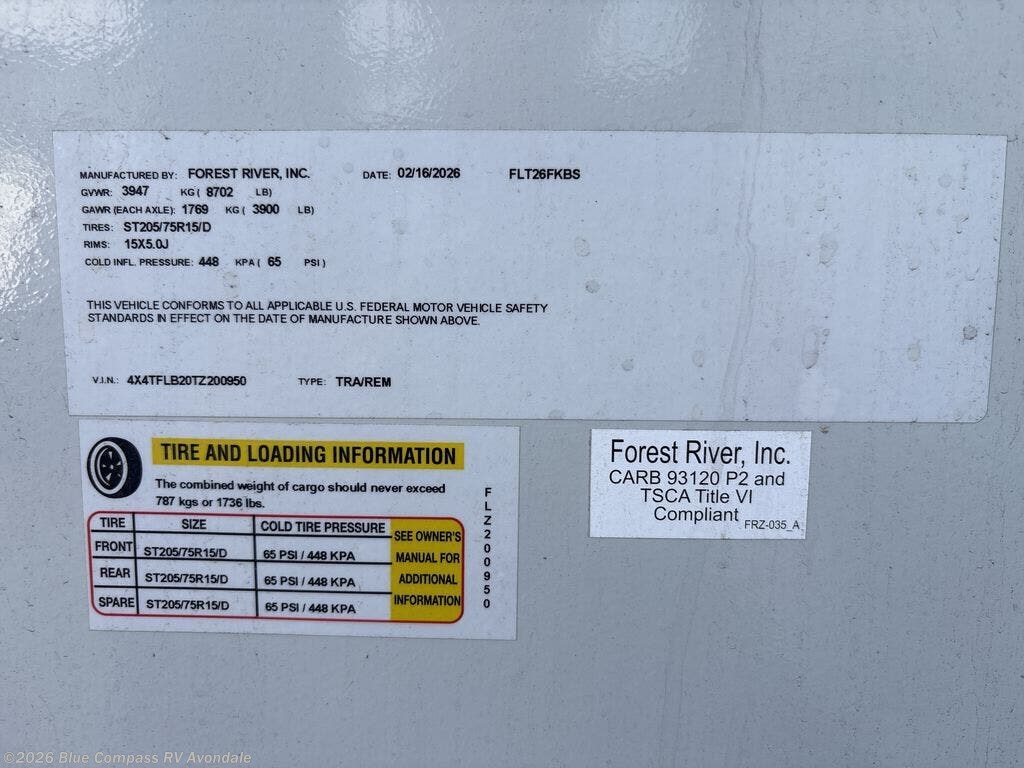 MANUFACTURED BY: FOREST RIVER, INC. DATE: 02/16/2026 FLT26FKBS
GVWR: 3947 KG ( 8702 LB)
GAWR (EACH AXLE): 1769 KG ( 3900 LB)
TIRES: ST205/75R15/D
RIMS: 15X5.0J
COLD INFL. PRESSURE: 448 KPA ( 65 PSI )
THIS VEHICLE CONFORMS TO ALL APPLICABLE U.S. FEDERAL MOTOR VEHICLE SAFETY
STANDARDS IN EFFECT ON THE DATE OF MANUFACTURE SHOWN ABOVE.
V.I.N.: 4X4TFLB20TZ200950 TYPE: TRA/REM
TIRE AND LOADING INFORMATION
The combined weight of cargo should never exceed
787 kgs or 1736 lbs.
TIRE SIZE COLD TIRE PRESSURE
FRONT ST205/75R15/D 65 PSI / 448 KPA
REAR ST205/75R15/D 65 PSI / 448 KPA
SPARE ST205/75R15/D 65 PSI / 448 KPA
SEE OWNER'S
MANUAL FOR
ADDITIONAL
INFORMATION
FLZ200950
Forest River, Inc.
CARB 93120 P2 and
TSCA Title VI
Compliant FRZ-035_A
©2026 Blue Compass RV Avondale